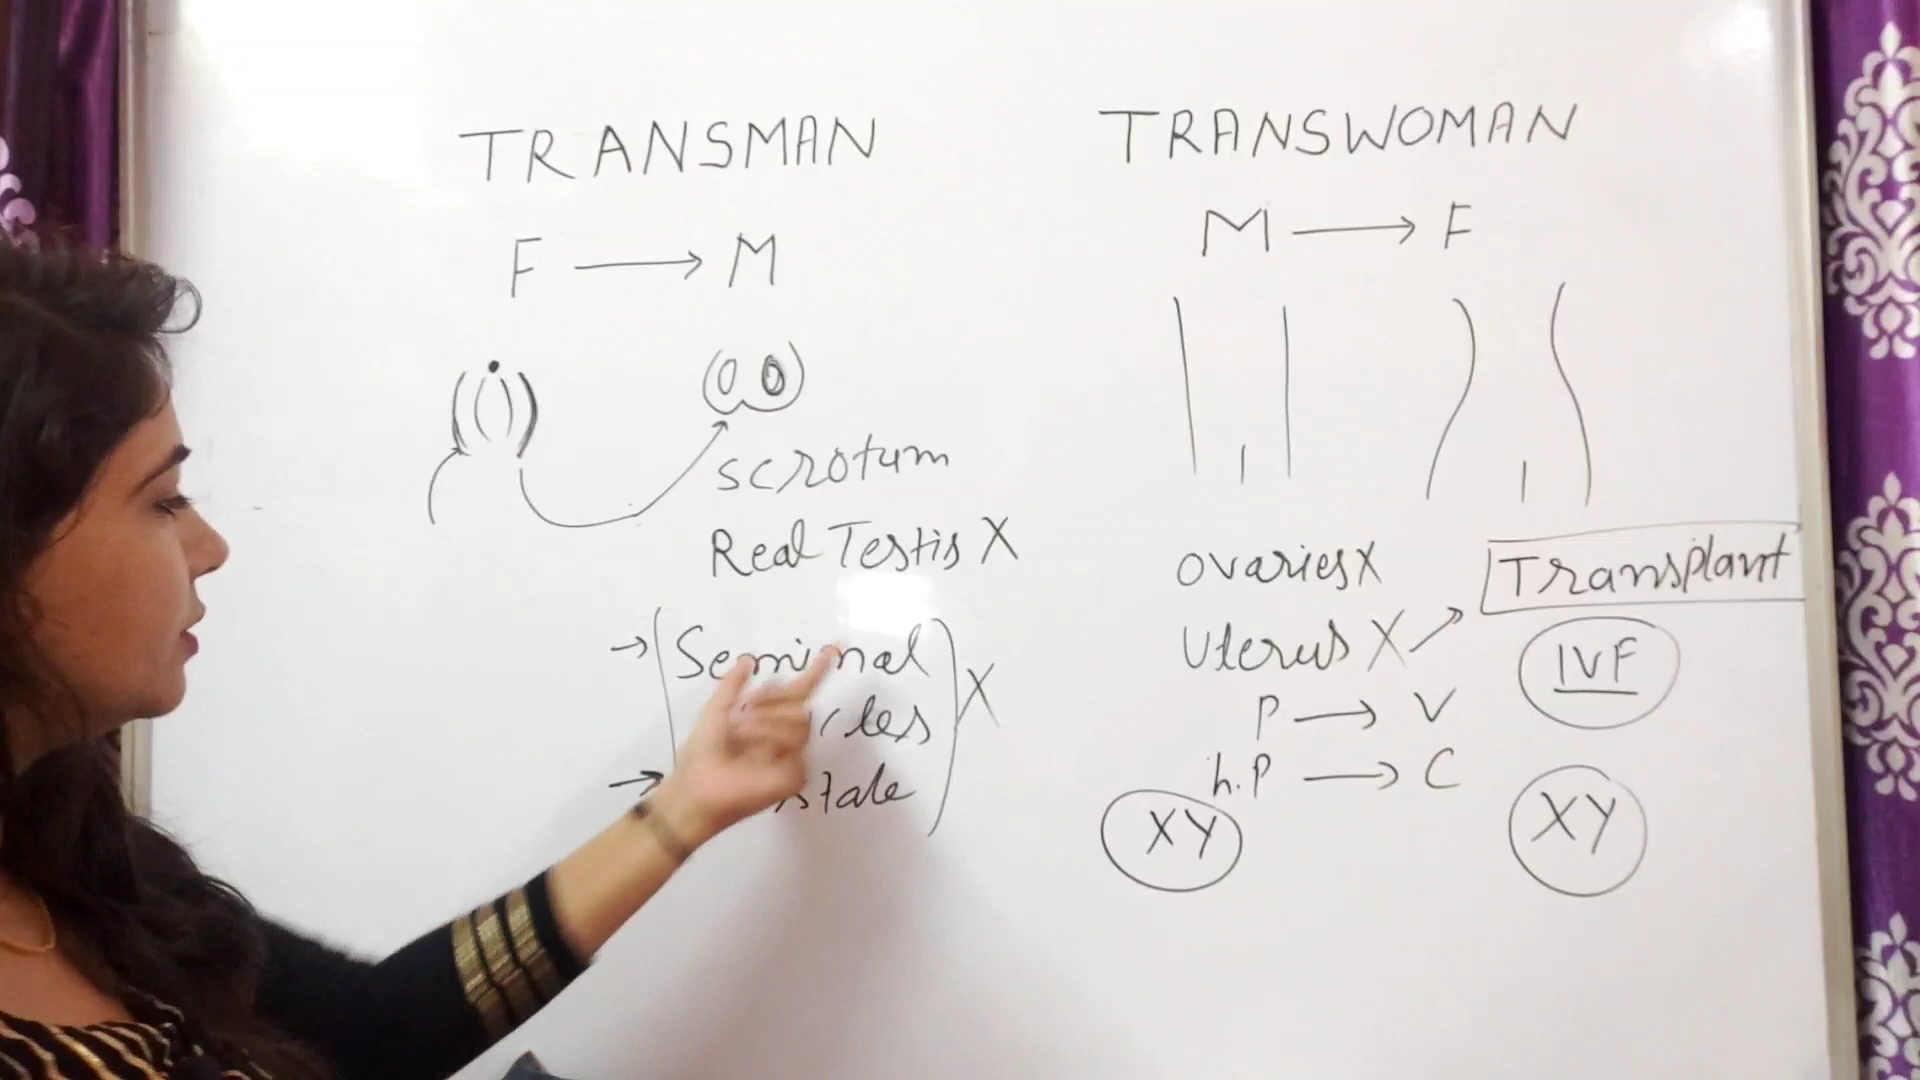 TRANSMAN
F → M
scrotum
Real Testis X
→ Seminal X
→
TRANSWOMAN
M → F
ovaries X
Uterus X → Transplant
IVF
P → V
h.P → C
XY XY